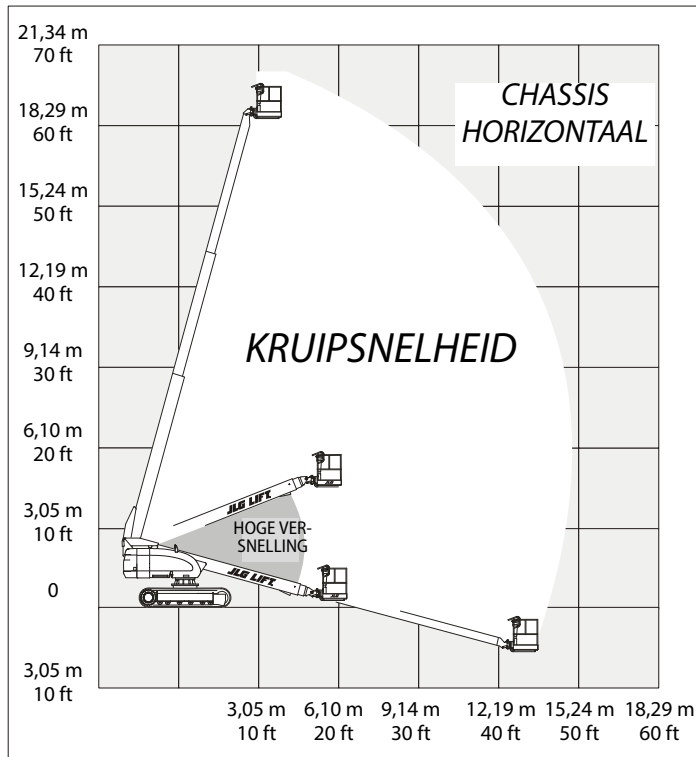 21,34 m
70 ft
18,29 m
60 ft
15,24 m
50 ft
12,19 m
40 ft
9,14 m
30 ft
6,10 m
20 ft
3,05 m
10 ft
0
3,05 m
10 ft
CHASSIS
HORIZONTAAL
KRUIPSNELHEID
JLG LIFT.
HOGE VER-
SNELLING
JLG LIFT.
3,05 m 6,10 m 9,14 m 12,19 m 15,24 m 18,29 m
10 ft 20 ft 30 ft 40 ft 50 ft 60 ft